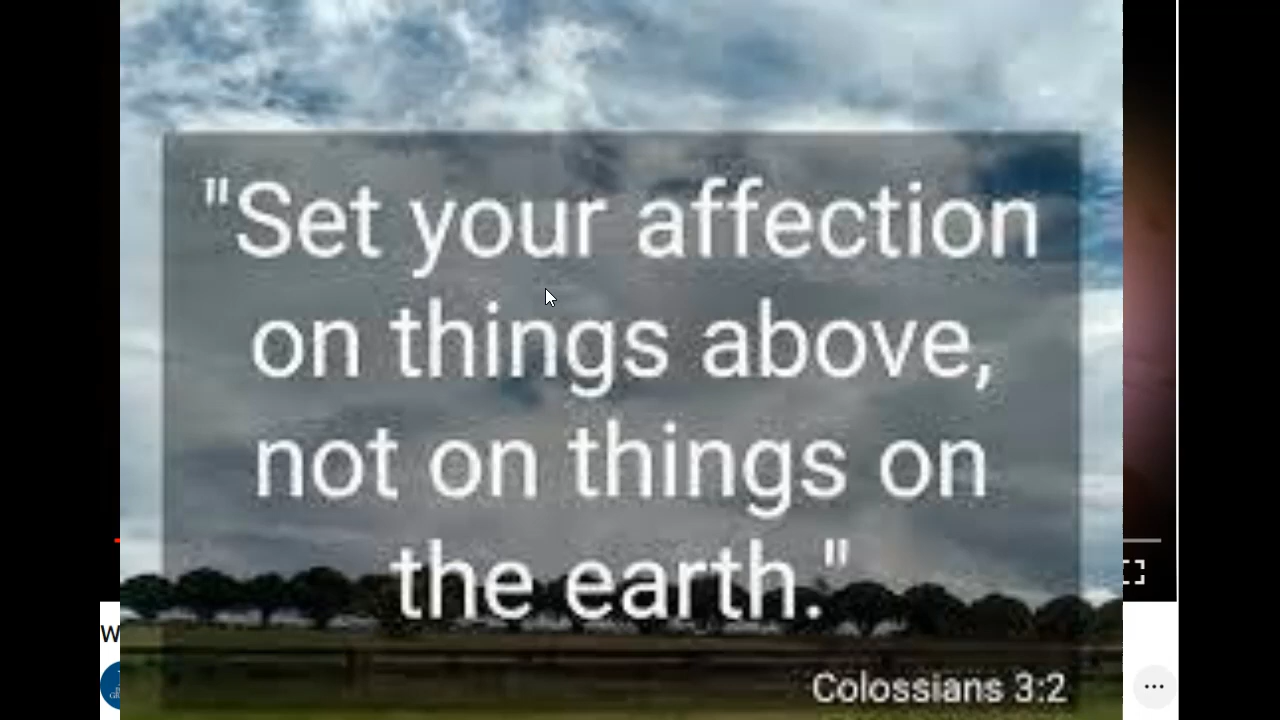 "Set your affection
on things above,
not on things on
the earth."
Colossians 3:2
W